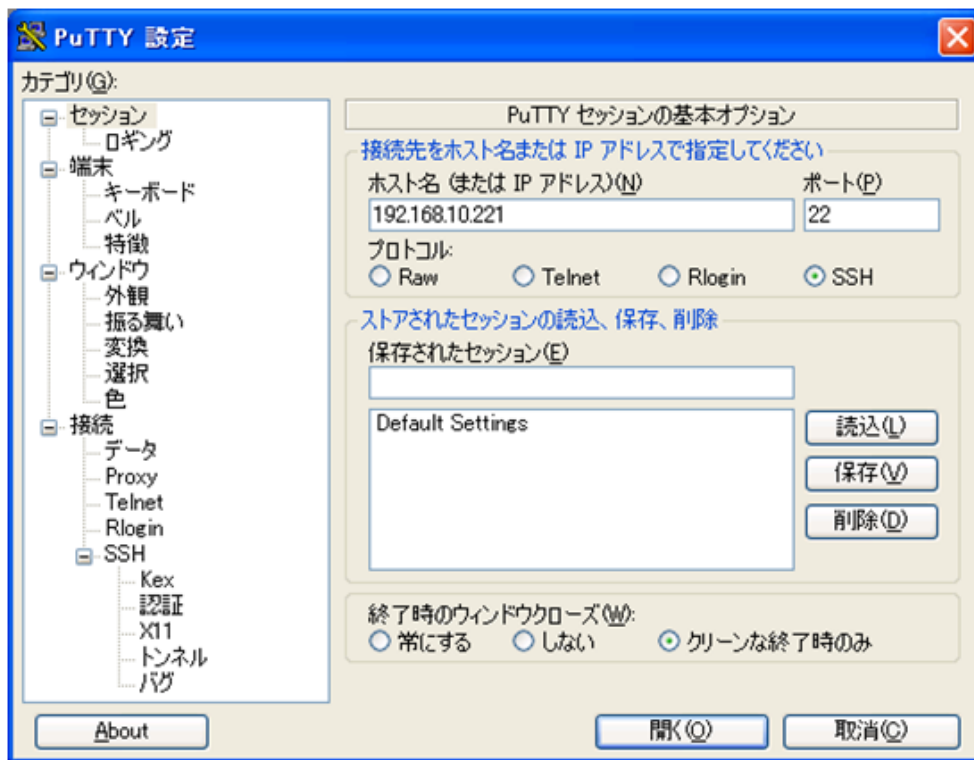 PuTTY 設定
カテゴリ(G):
セッション
ロギング
端末
キーボード
ベル
特徴
ウィンドウ
外観
振る舞い
変換
選択
色
接続
データ
Proxy
Telnet
Rlogin
SSH
Kex
認証
X11
トンネル
バグ
PuTTY セッションの基本オプション
接続先をホスト名または IP アドレスで指定してください
ホスト名 (または IP アドレス)(N) ポート(P)
192.168.10.221 22
プロトコル:
Raw Telnet Rlogin SSH
ストアされたセッションの読込、保存、削除
保存されたセッション(E)
Default Settings
読込(L)
保存(V)
削除(D)
終了時のウィンドウクローズ(W):
常にする しない クリーンな終了時のみ
About 開く(O) 取消(C)